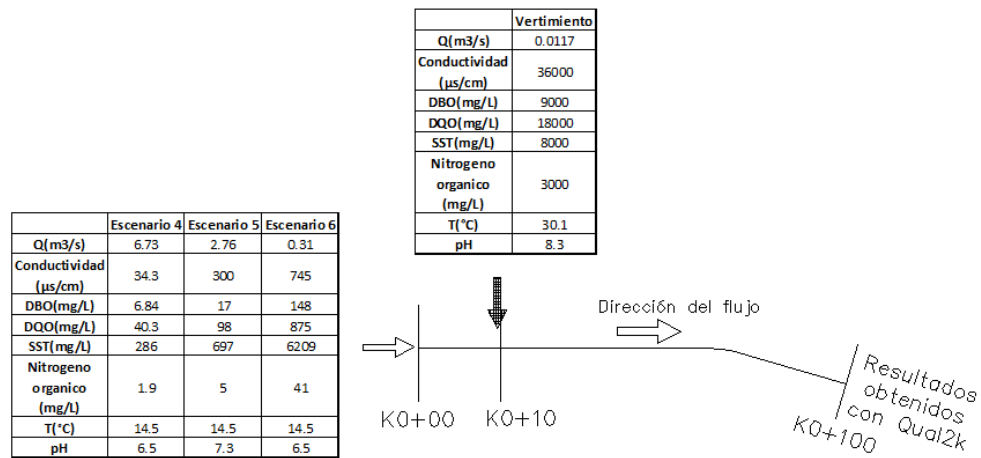 Vertimiento
Q(m3/s) 0.0117
Conductividad
(µs/cm) 36000
DBO(mg/L) 9000
DQO(mg/L) 18000
SST(mg/L) 8000
Nitrogeno
organico
(mg/L) 3000
T(°C) 30.1
pH 8.3
Escenario 4 Escenario 5 Escenario 6
Q(m3/s) 6.73 2.76 0.31
Conductividad
(µs/cm) 34.3 300 745
DBO(mg/L) 6.84 17 148
DQO(mg/L) 40.3 98 875
SST(mg/L) 286 697 6209
Nitrogeno
organico
(mg/L) 1.9 5 41
T(°C) 14.5 14.5 14.5
pH 6.5 7.3 6.5
Dirección del flujo
K0+00
K0+10
K0+100
Resultados
obtenidos
con Qual2k